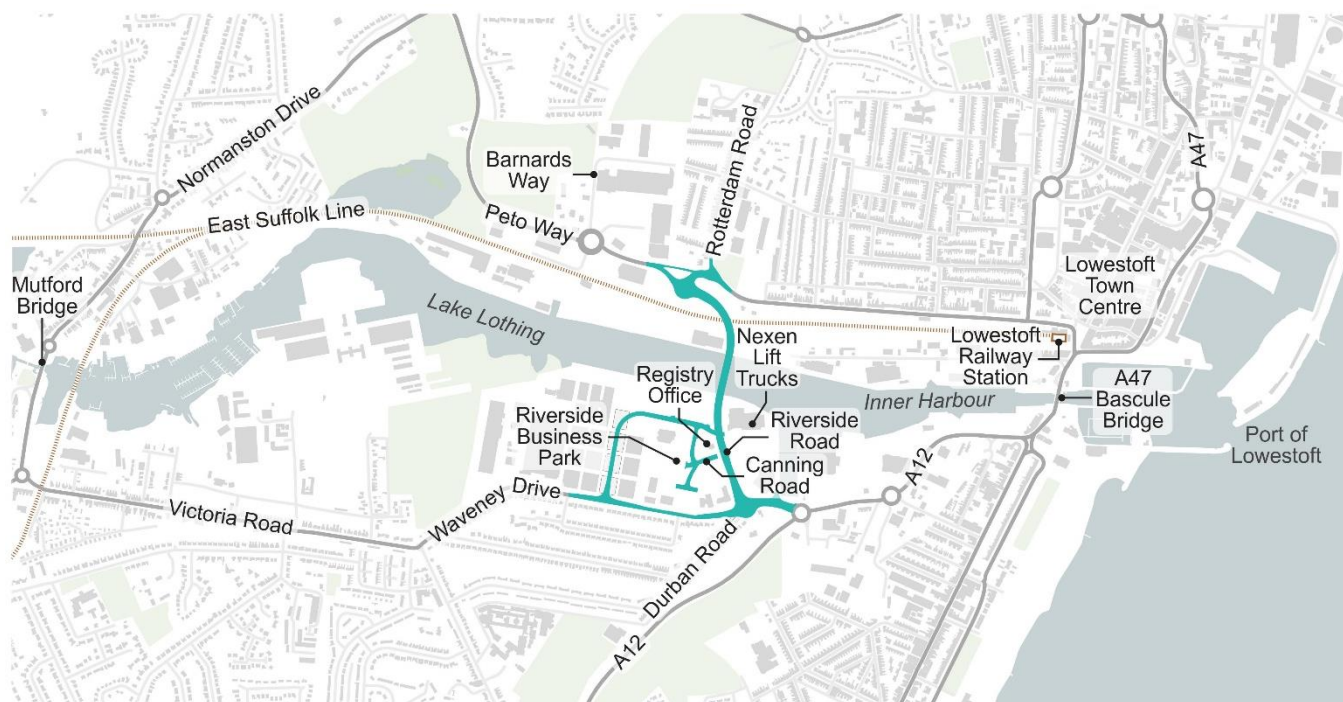 Normanston Drive
A47
Barnards
Way
Rotterdam Road
East Suffolk Line
Peto Way
Mutford
Bridge
Lowestoft
Town
Centre
Lake Lothing
Nexen
Lift
Trucks
Lowestoft
Railway
Station
Registry
Office
A47
Bascule
Bridge
Inner Harbour
Riverside
Business
Park
Riverside
Road
Port of
Lowestoft
Canning
Road
A12
Waveney Drive
Victoria Road
Durban Road
A12